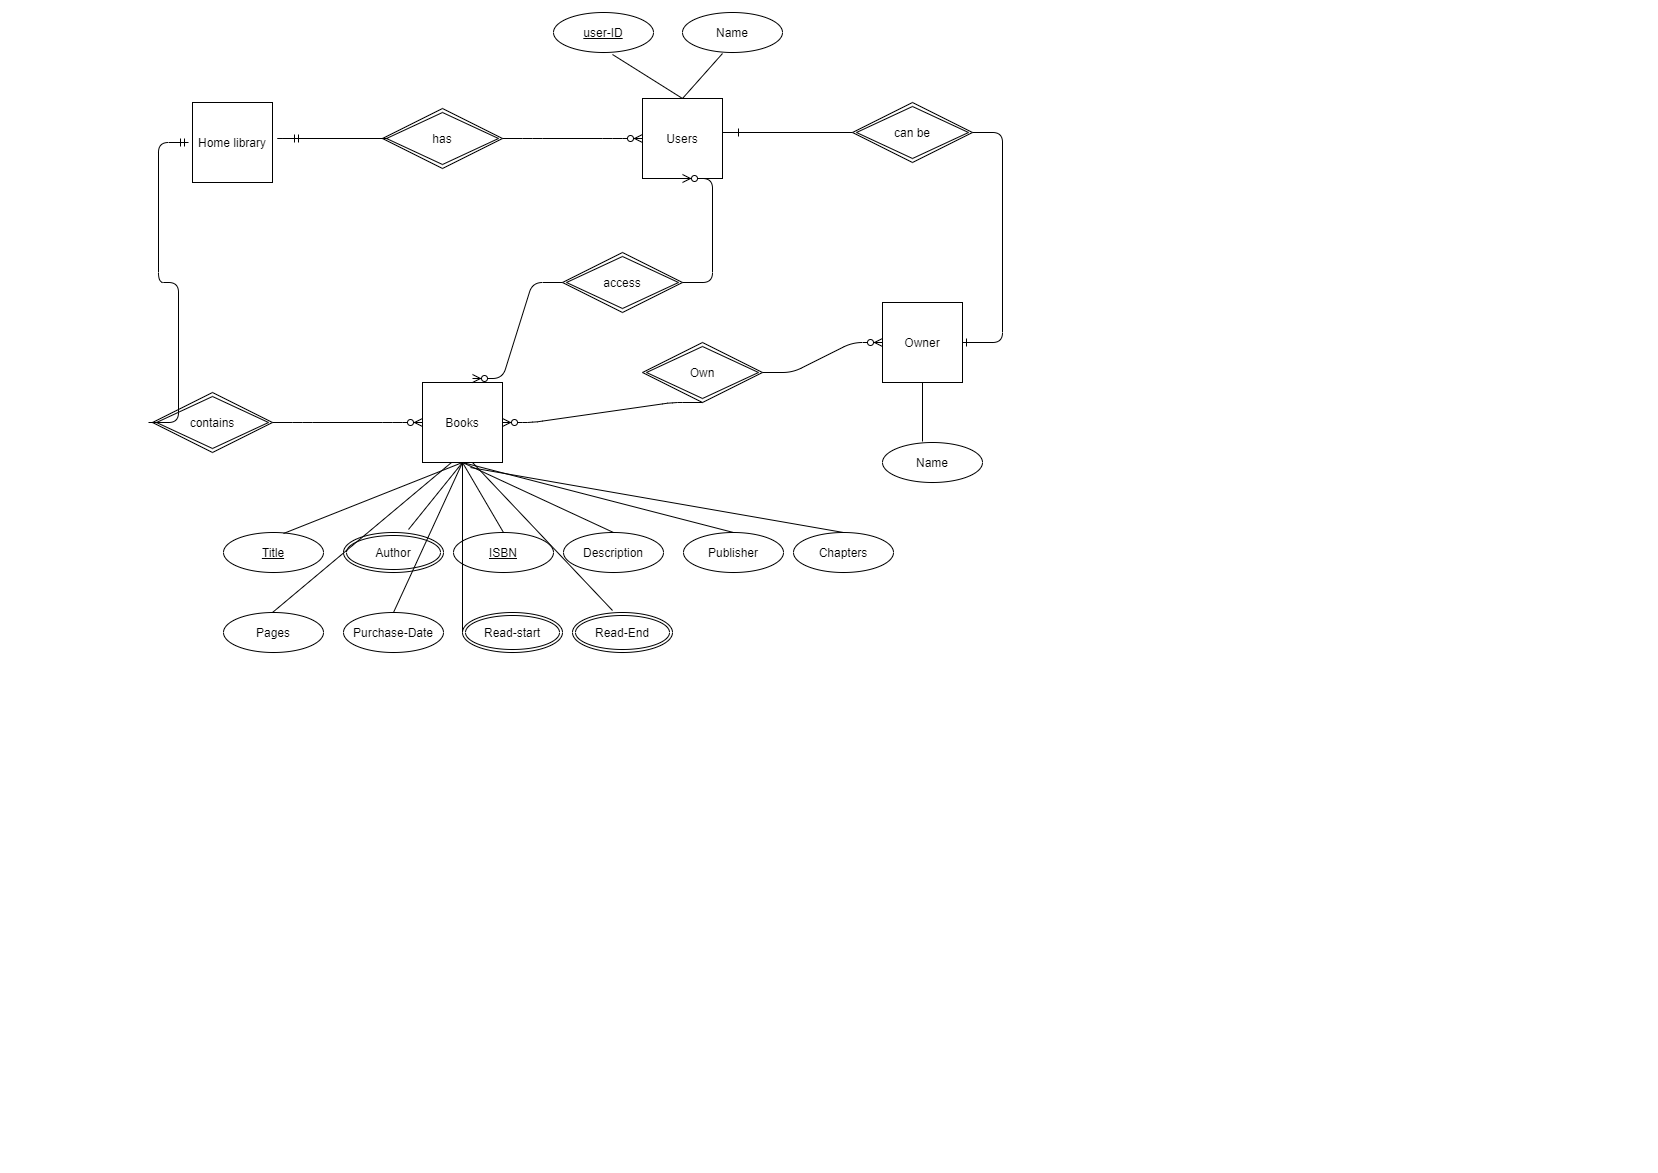 user-ID
Name
Home library
has
Users
can be
access
Owner
Own
contains
Books
Name
Title
Author
ISBN
Description
Publisher
Chapters
Pages
Purchase-Date
Read-start
Read-End